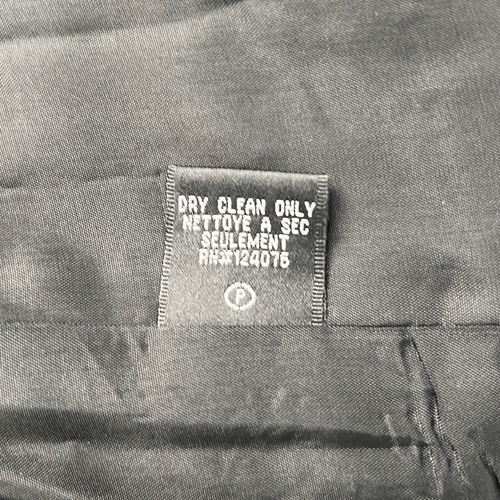 DRY CLEAN ONLY
NETTOYE A SEC
SEULEMENT
RN#124075
P